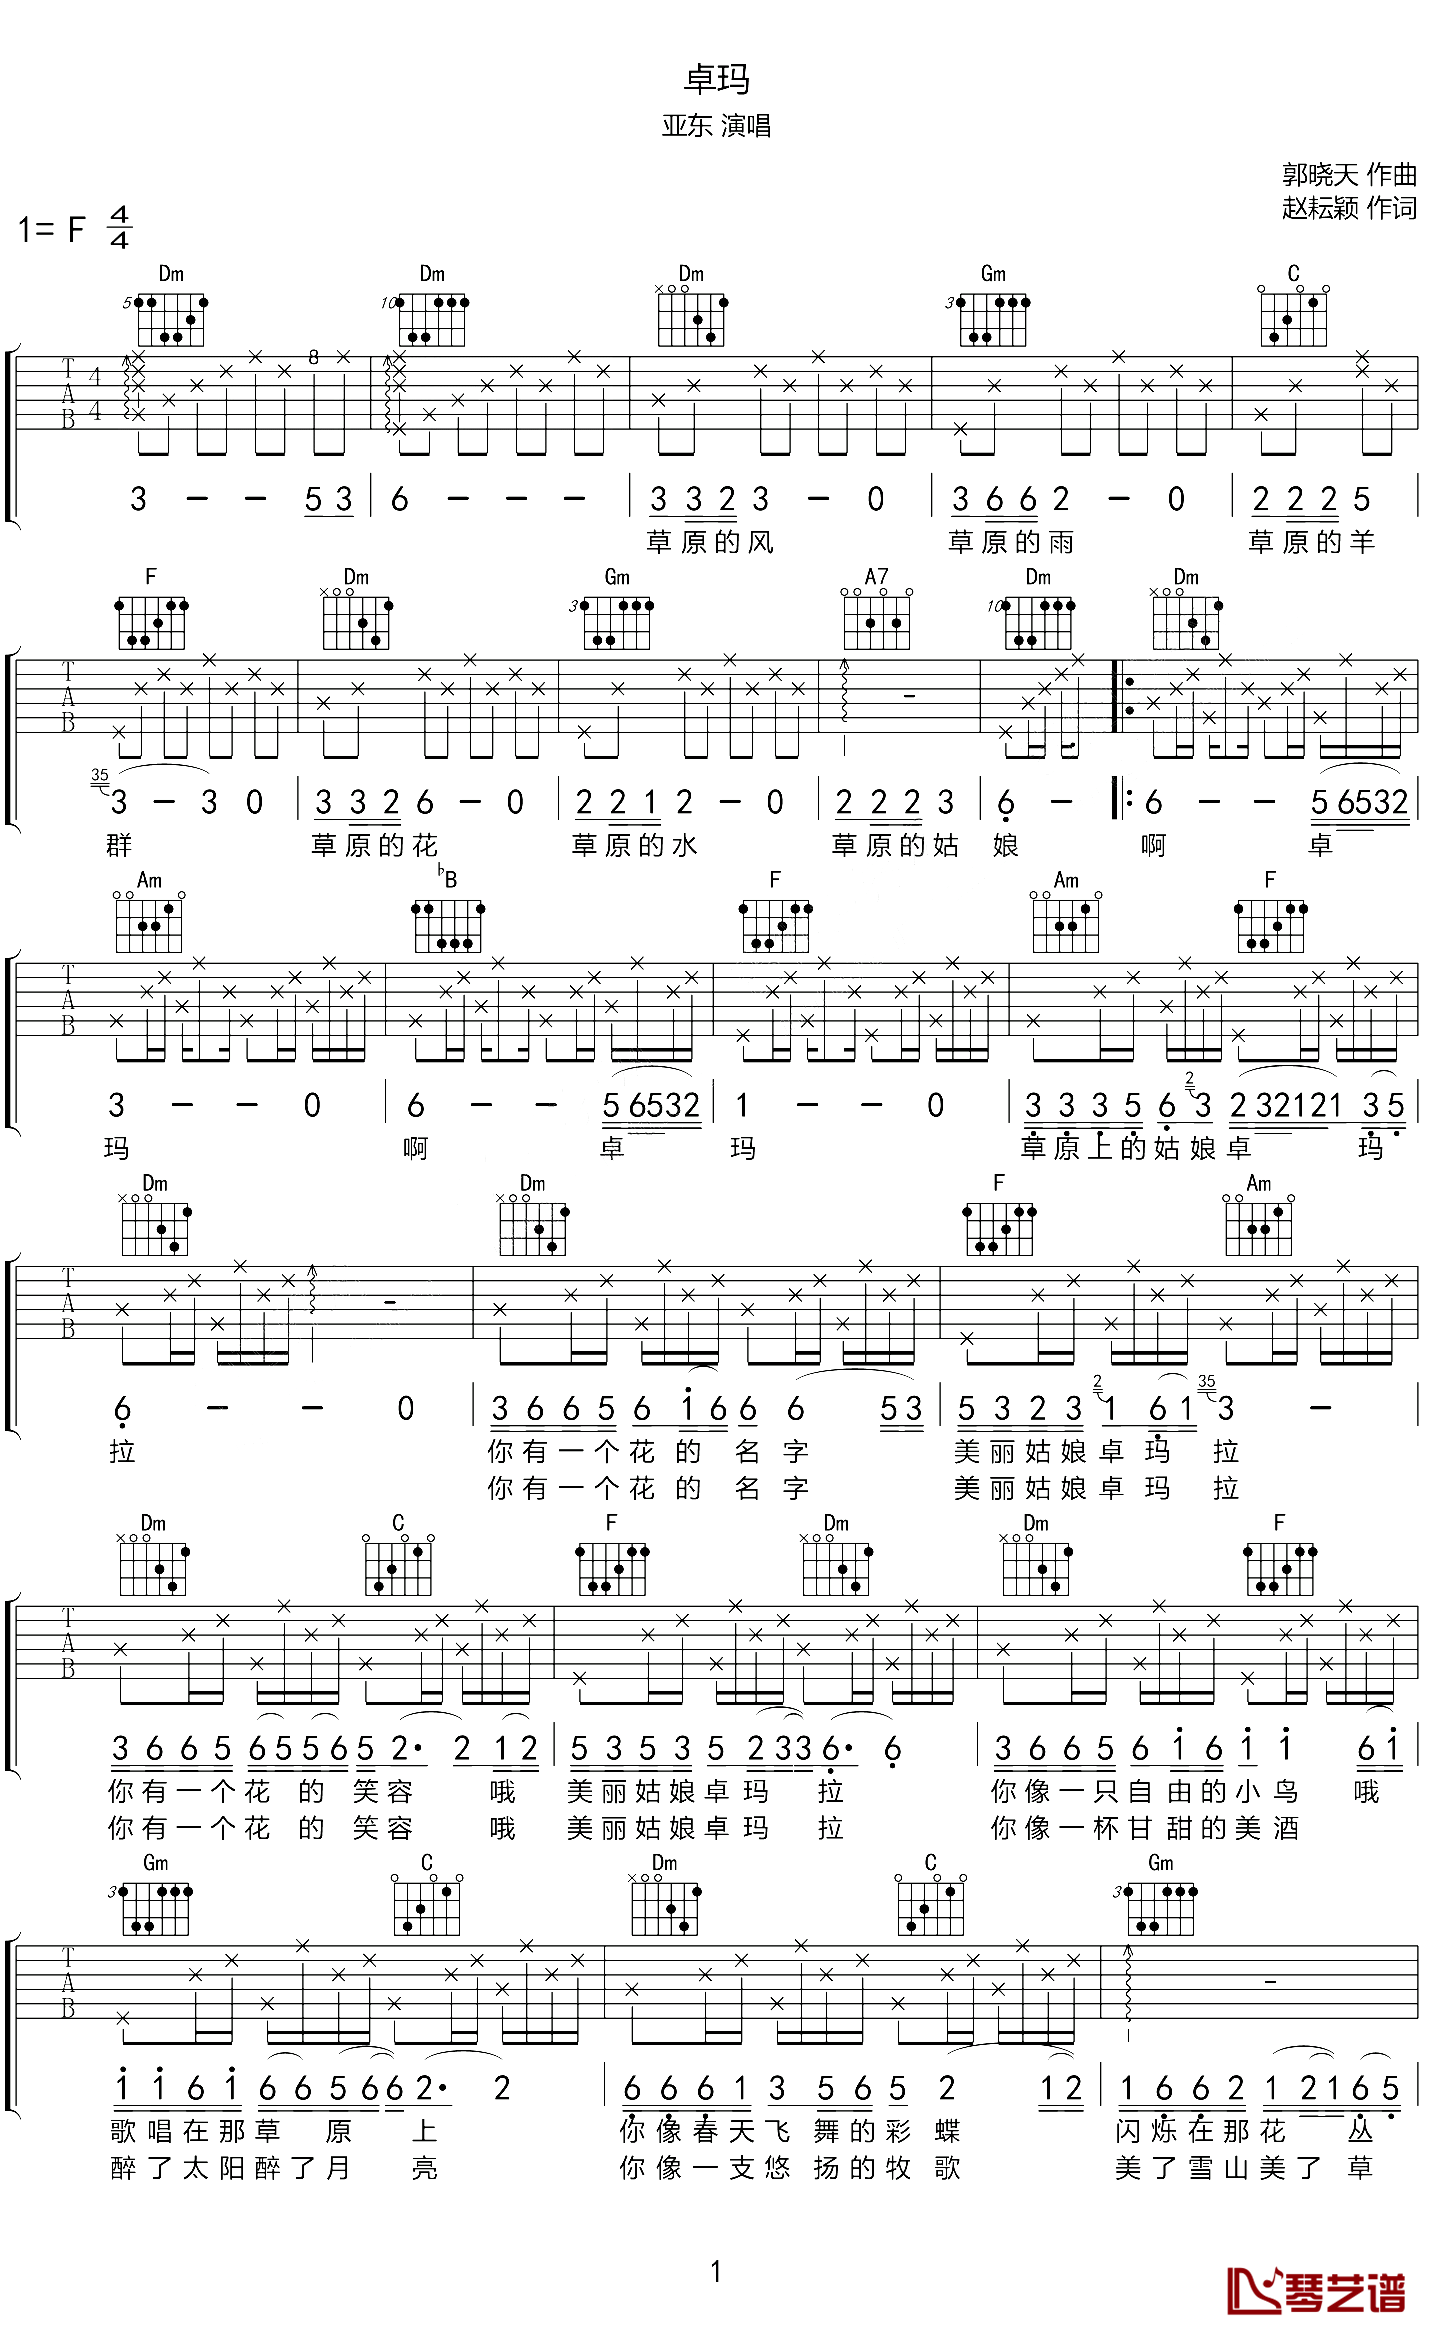 卓玛
亚东 演唱
郭晓天 作曲
赵耘颖 作词
1= F 4/4
Dm Dm Dm Gm C
5 10 3
T A B 4 4 8
3 - - 5 3 6 - - - 3 3 2 3 - 0 3 6 6 2 - 0 2 2 2 5
草原的风 草原的雨 草原的羊
F Dm Gm A7 Dm Dm
3 10
T A B
35 3 - 3 0 3 3 2 6 - 0 2 2 1 2 - 0 2 2 2 3 6 - 6 - - 5 6532
群 草原的花 草原的水 草原的姑 娘 啊 卓
Am ♭B F Am F
T A B
3 - - 0 6 - - 5 6532 1 - - 0 3 3 3 5 6 2 3 2 32121 3 5
玛 啊 卓 玛 草原上的姑娘卓 玛
Dm Dm F Am
T A B
6 - - 0 3 6 6 5 6 1 6 6 6 5 3 5 3 2 3 2 1 6 1 35 3 -
拉 你有一个花的名字 美丽姑娘卓玛拉
你有一个花的名字 美丽姑娘卓玛拉
Dm C F Dm Dm F
T A B
3 6 6 5 6 5 5 6 5 2· 2 1 2 5 3 5 3 5 2 3 3 6· 6 3 6 6 5 6 1 6 1 1 6 1
你有一个花的笑容 哦 美丽姑娘卓玛拉 你像一只自由的小鸟 哦
你有一个花的笑容 哦 美丽姑娘卓玛拉 你像一杯甘甜的美酒
Gm C Dm C Gm
3 3
T A B
1 1 6 1 6 6 5 6 6 2· 2 6 6 6 1 3 5 6 5 2 1 2 1 6 6 2 1 2 1 6 5
歌唱在那草原上 你像春天飞舞的彩蝶 闪烁在那花丛
醉了太阳醉了月亮 你像一支悠扬的牧歌 美了雪山美了草
1
琴艺谱